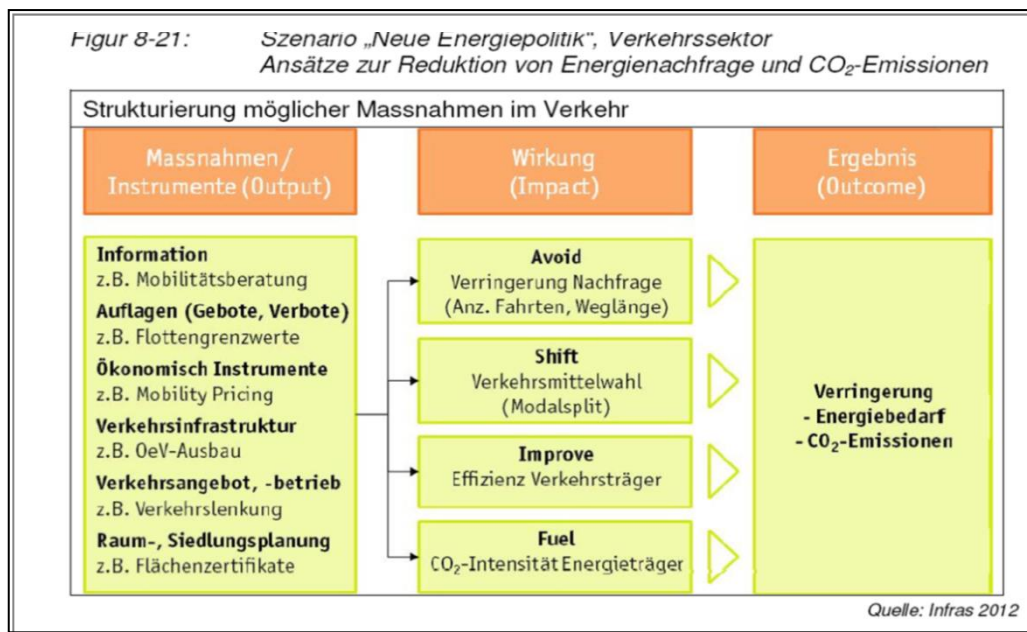 Figur 8-21: Szenario „Neue Energiepolitik", Verkehrssektor
Ansätze zur Reduktion von Energienachfrage und CO₂-Emissionen
Strukturierung möglicher Massnahmen im Verkehr
Massnahmen /
Instrumente (Output)
Wirkung
(Impact)
Ergebnis
(Outcome)
Information
z.B. Mobilitätsberatung
Auflagen (Gebote, Verbote)
z.B. Flottengrenzwerte
Ökonomisch Instrumente
z.B. Mobility Pricing
Verkehrsinfrastruktur
z.B. OeV-Ausbau
Verkehrsangebot, -betrieb
z.B. Verkehrslenkung
Raum-, Siedlungsplanung
z.B. Flächenzertifikate
Avoid
Verringerung Nachfrage
(Anz. Fahrten, Weglänge)
Shift
Verkehrsmittelwahl
(Modalsplit)
Improve
Effizienz Verkehrsträger
Fuel
CO₂-Intensität Energieträger
Verringerung
- Energiebedarf
- CO₂-Emissionen
Quelle: Infras 2012